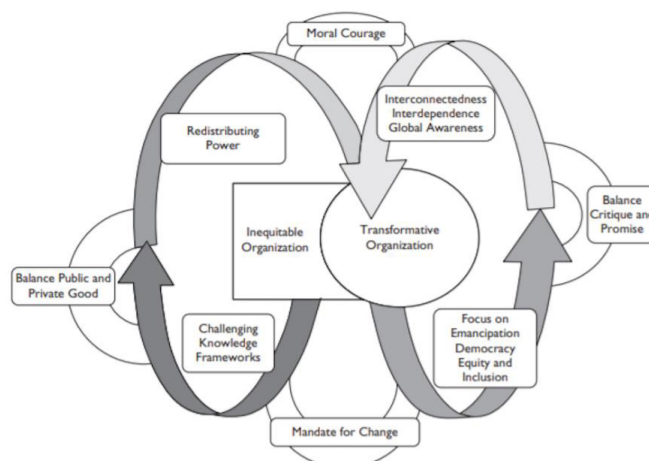 Moral Courage
Redistributing
Power
Interconnectedness
Interdependence
Global Awareness
Inequitable
Organization
Transformative
Organization
Balance
Critique and
Promise
Balance Public and
Private Good
Challenging
Knowledge
Frameworks
Focus on
Emancipation
Democracy
Equity and
Inclusion
Mandate for Change